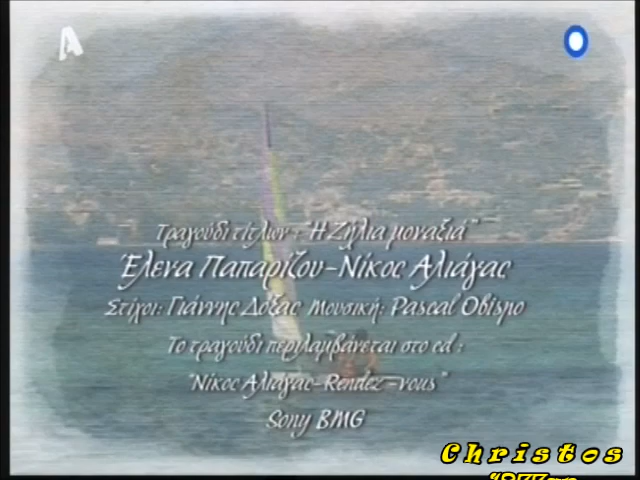 A
Τραγούδι τίτλων : "Η Ζήλια μοναξιά"
Έλενα Παπαρίζου-Νίκος Αλιάγας
Στίχοι: Γιάννης Δόξας Μουσική: Pascal Obispo
Το τραγούδι περιλαμβάνεται στο cd :
"Νίκος Αλιάγας-Rendez-vous"
Sony BMG
Christos